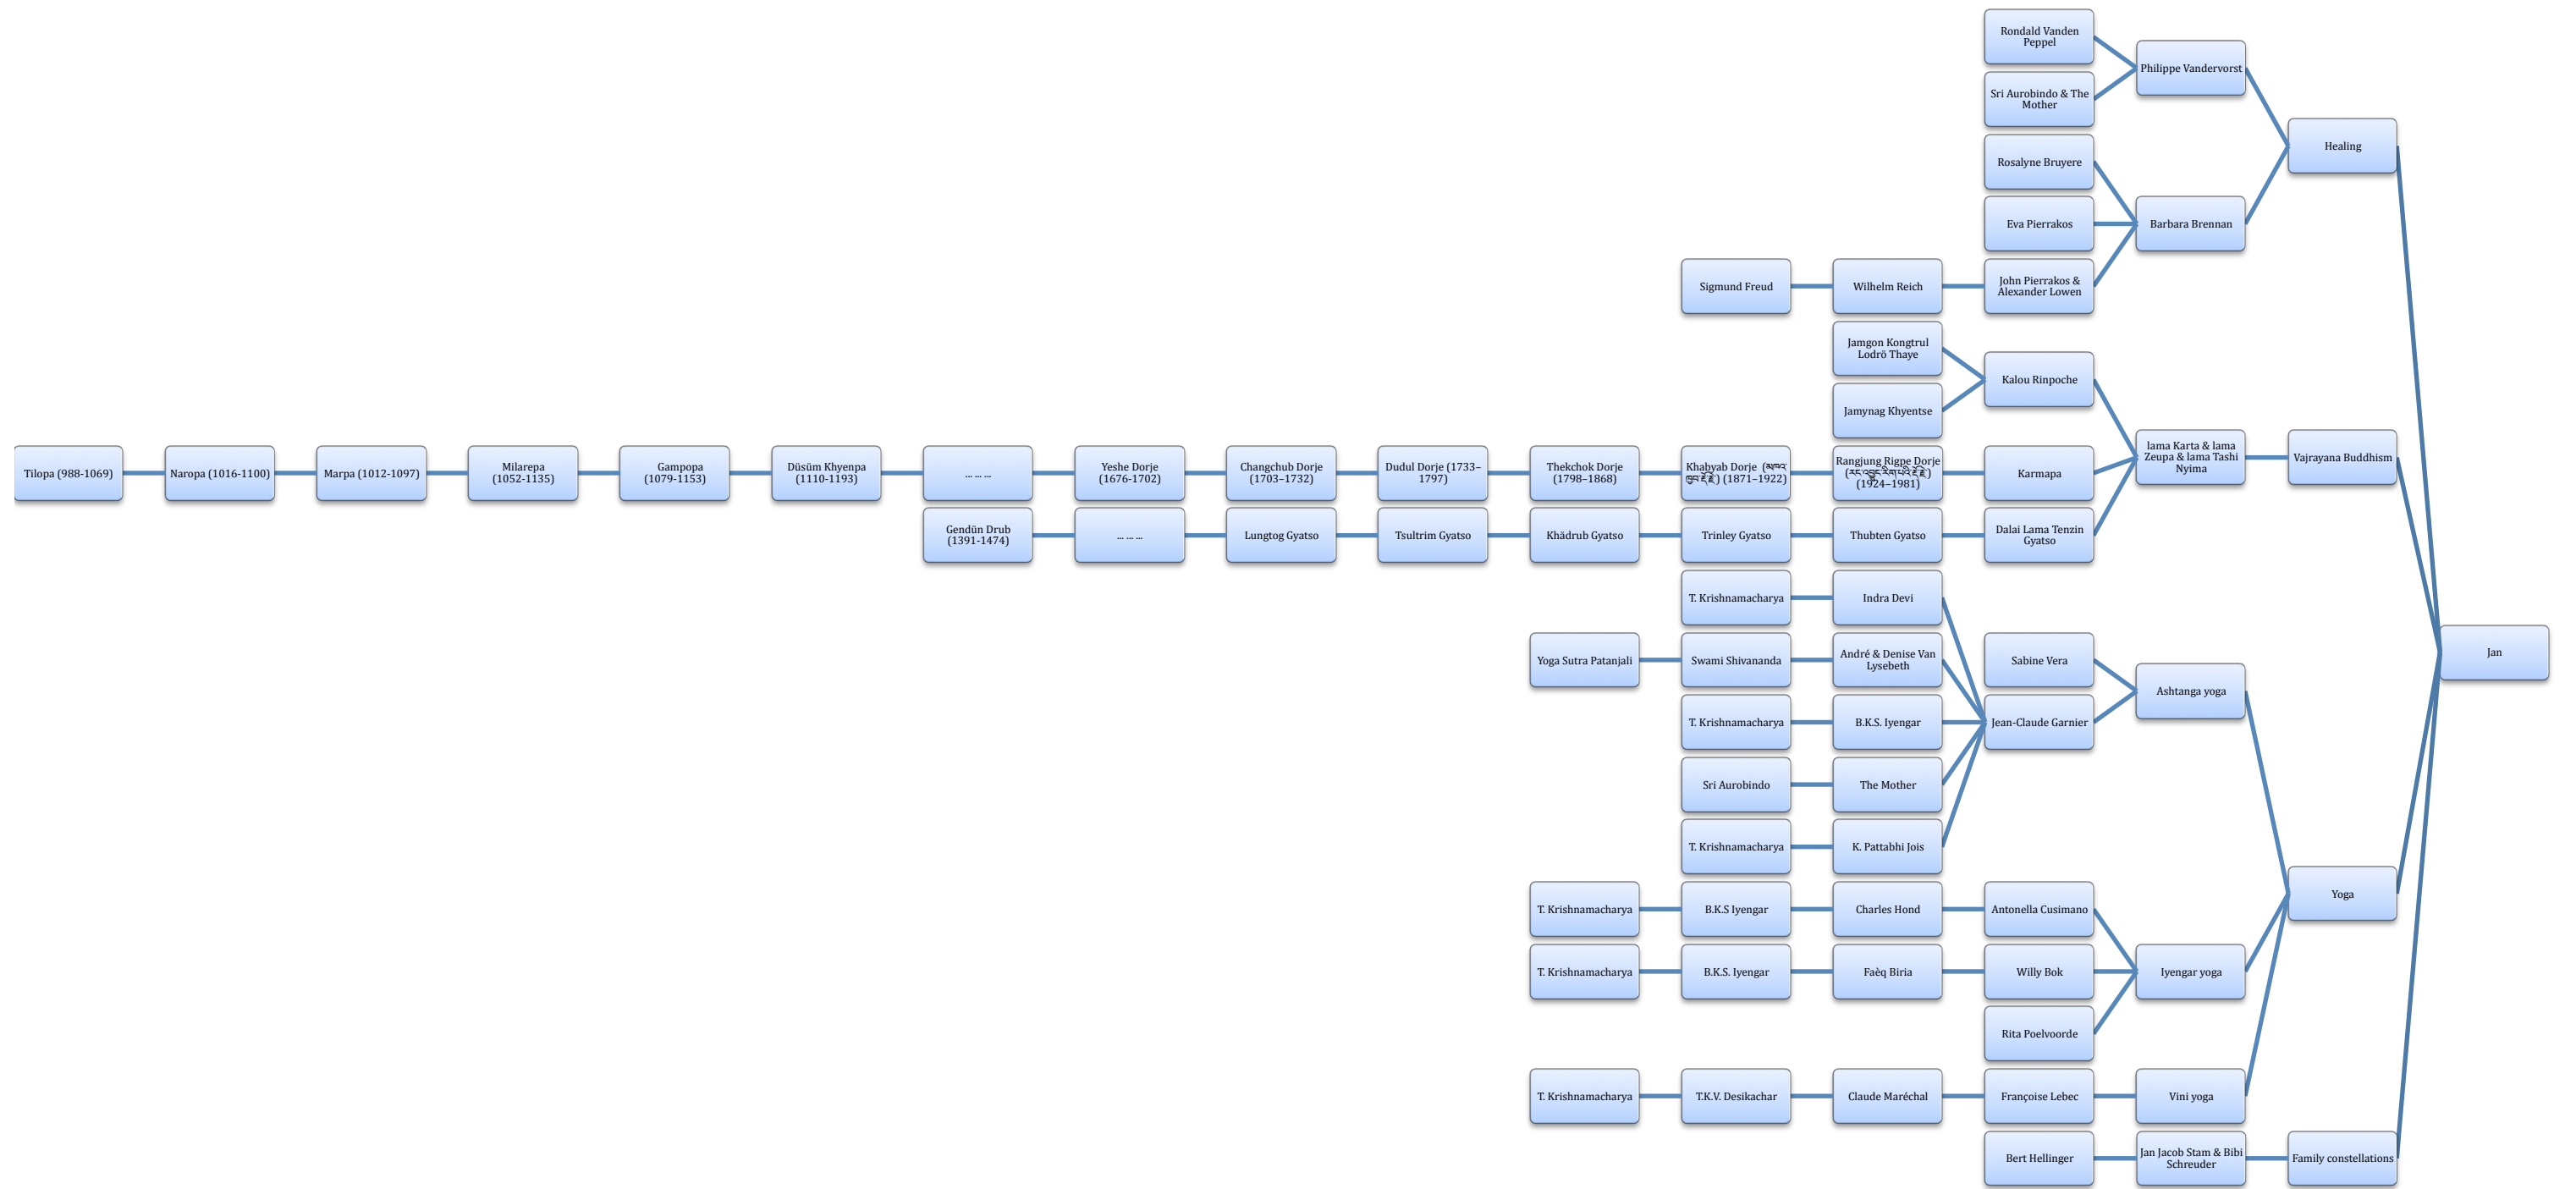 Rondald Vanden
Peppel
Philippe Vandervorst
Sri Aurobindo & The
Mother
Healing
Rosalyne Bruyere
Eva Pierrakos
Barbara Brennan
Sigmund Freud
Wilhelm Reich
John Pierrakos &
Alexander Lowen
Jamgon Kongtrul
Lodrö Thaye
Kalou Rinpoche
Jamynag Khyentse
Tilopa (988-1069)
Naropa (1016-1100)
Marpa (1012-1097)
Milarepa
(1052-1135)
Gampopa
(1079-1153)
Düsüm Khyenpa
(1110-1193)
... ... ...
Yeshe Dorje
(1676-1702)
Changchub Dorje
(1703–1732)
Dudul Dorje (1733–
1797)
Thekchok Dorje
(1798–1868)
Khabyab Dorje (མཁའ་
ཁྱབ་རྡོ་རྗེ་) (1871–1922)
Rangjung Rigpe Dorje
(རང་འབྱུང་རིག་པའི་རྡོ་རྗེ་)
(1924–1981)
Karmapa
lama Karta & lama
Zeupa & lama Tashi
Nyima
Vajrayana Buddhism
Gendün Drub
(1391-1474)
... ... ...
Lungtog Gyatso
Tsultrim Gyatso
Khädrub Gyatso
Trinley Gyatso
Thubten Gyatso
Dalai Lama Tenzin
Gyatso
T. Krishnamacharya
Indra Devi
Yoga Sutra Patanjali
Swami Shivananda
André & Denise Van
Lysebeth
Sabine Vera
Jan
Ashtanga yoga
T. Krishnamacharya
B.K.S. Iyengar
Jean-Claude Garnier
Sri Aurobindo
The Mother
T. Krishnamacharya
K. Pattabhi Jois
Yoga
T. Krishnamacharya
B.K.S Iyengar
Charles Hond
Antonella Cusimano
T. Krishnamacharya
B.K.S. Iyengar
Faèq Biria
Willy Bok
Iyengar yoga
Rita Poelvoorde
T. Krishnamacharya
T.K.V. Desikachar
Claude Maréchal
Françoise Lebec
Vini yoga
Bert Hellinger
Jan Jacob Stam & Bibi
Schreuder
Family constellations